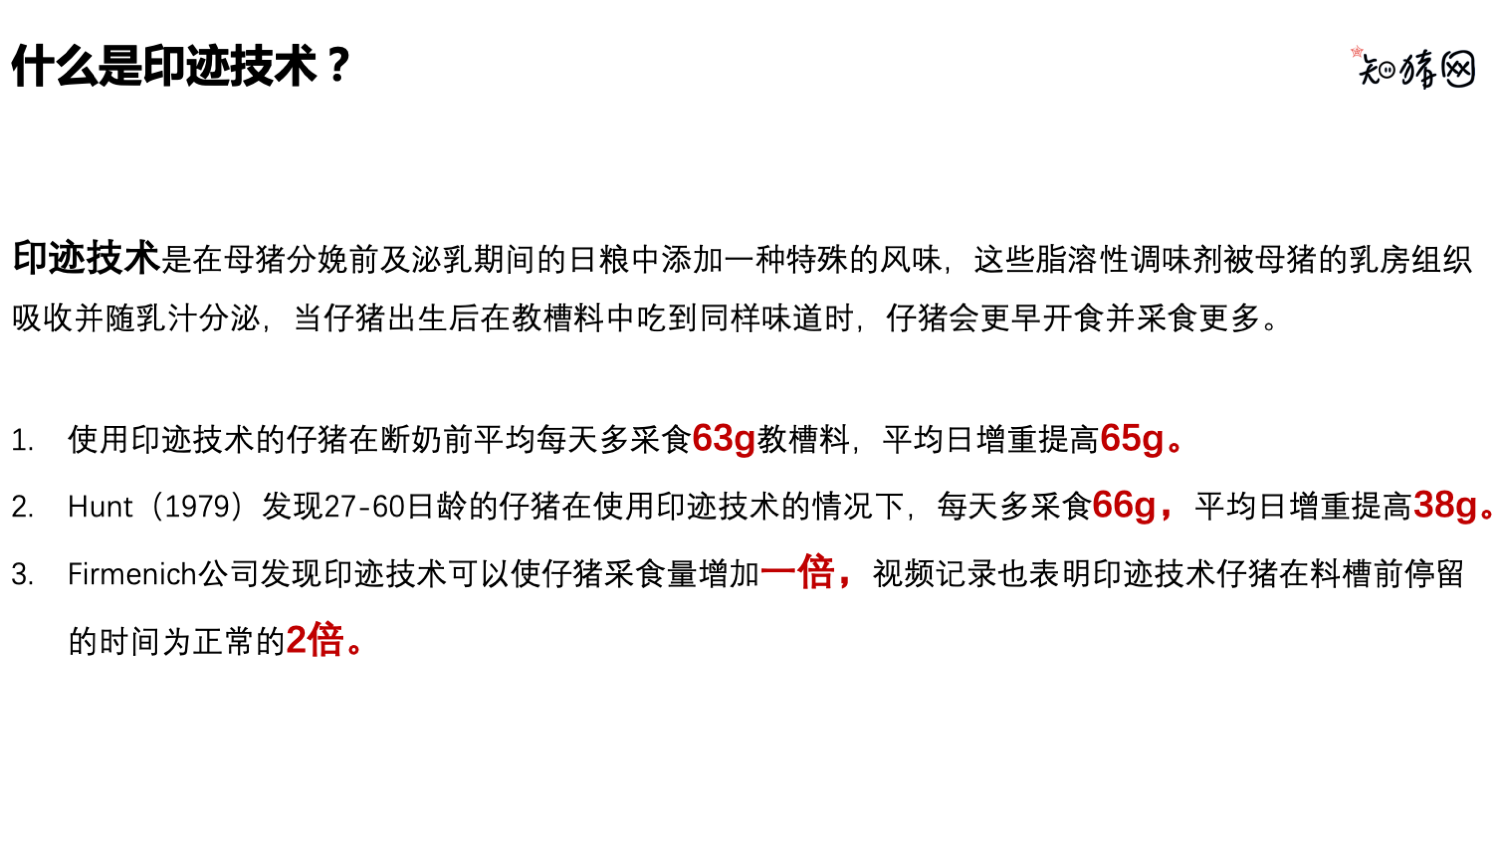 什么是印迹技术？
知猪网
印迹技术是在母猪分娩前及泌乳期间的日粮中添加一种特殊的风味，这些脂溶性调味剂被母猪的乳房组织
吸收并随乳汁分泌，当仔猪出生后在教槽料中吃到同样味道时，仔猪会更早开食并采食更多。
1. 使用印迹技术的仔猪在断奶前平均每天多采食63g教槽料，平均日增重提高65g。
2. Hunt（1979）发现27-60日龄的仔猪在使用印迹技术的情况下，每天多采食66g，平均日增重提高38g。
3. Firmenich公司发现印迹技术可以使仔猪采食量增加一倍，视频记录也表明印迹技术仔猪在料槽前停留
的时间为正常的2倍。